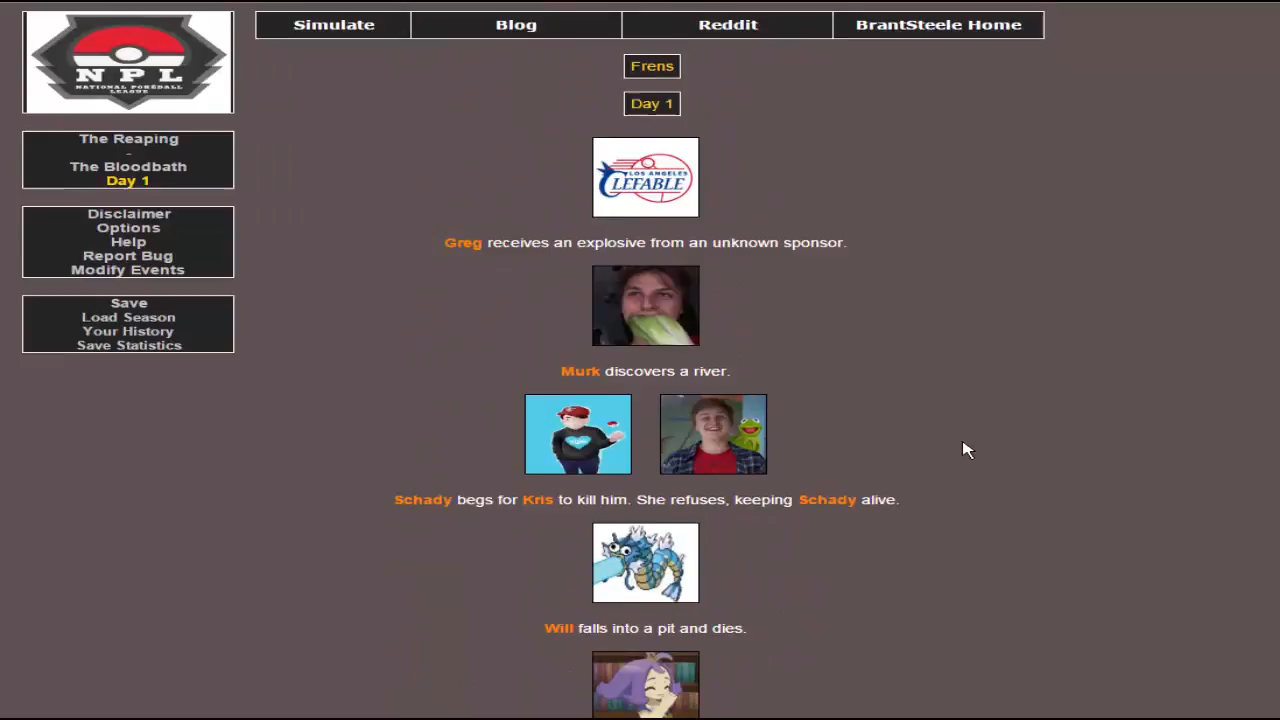 NPL
NATIONAL POKÉBALL
LEAGUE
Simulate
Blog
Reddit
BrantSteele Home
The Reaping
-
The Bloodbath
Day 1
Disclaimer
Options
Help
Report Bug
Modify Events
Save
Load Season
Your History
Save Statistics
Frens
Day 1
LOS ANGELES
CLEFABLE
Greg receives an explosive from an unknown sponsor.
Murk discovers a river.
Schady begs for Kris to kill him. She refuses, keeping Schady alive.
Will falls into a pit and dies.